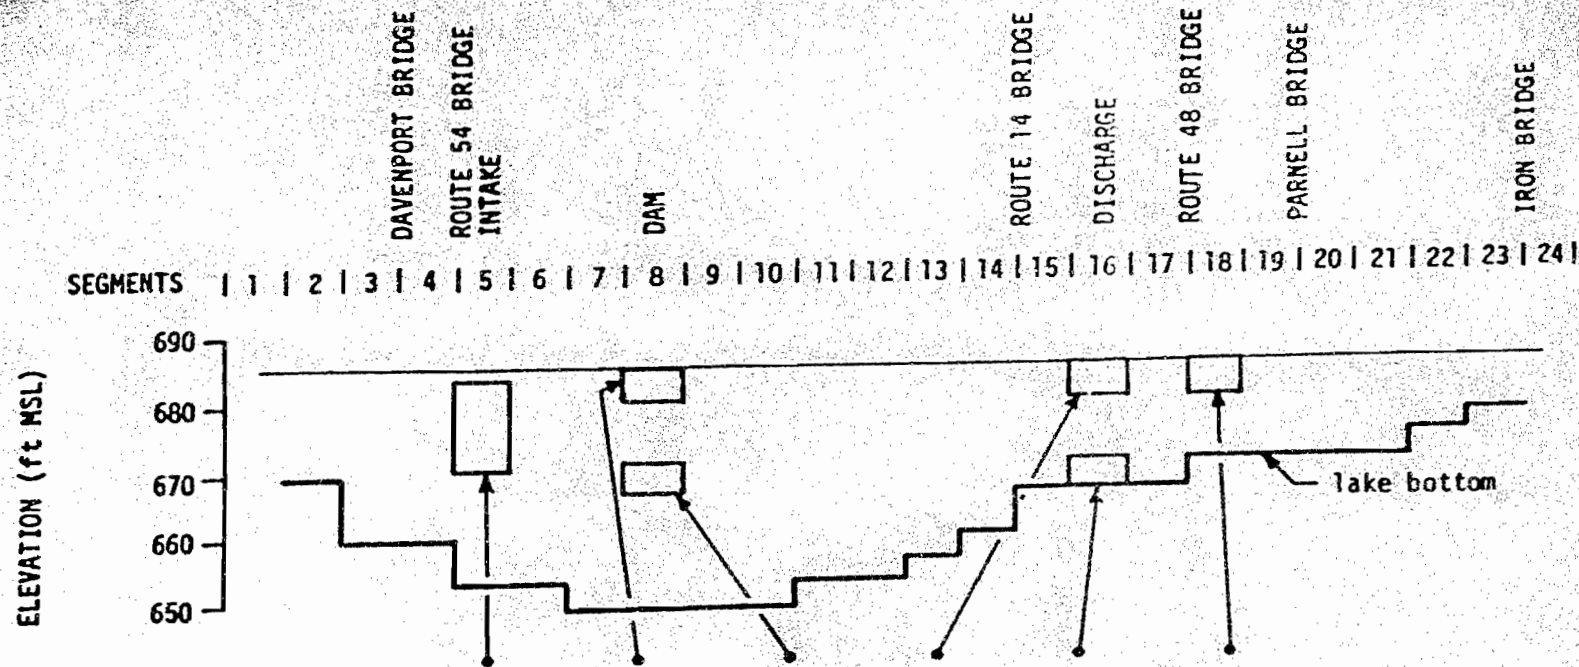 DAVENPORT BRIDGE
ROUTE 54 BRIDGE
INTAKE
DAM
ROUTE 14 BRIDGE
DISCHARGE
ROUTE 48 BRIDGE
PARNELL BRIDGE
IRON BRIDGE
SEGMENTS | 1 | 2 | 3 | 4 | 5 | 6 | 7 | 8 | 9 | 10 | 11 | 12 | 13 | 14 | 15 | 16 | 17 | 18 | 19 | 20 | 21 | 22 | 23 | 24 |
ELEVATION (ft MSL)
690
680
670
660
650
lake bottom